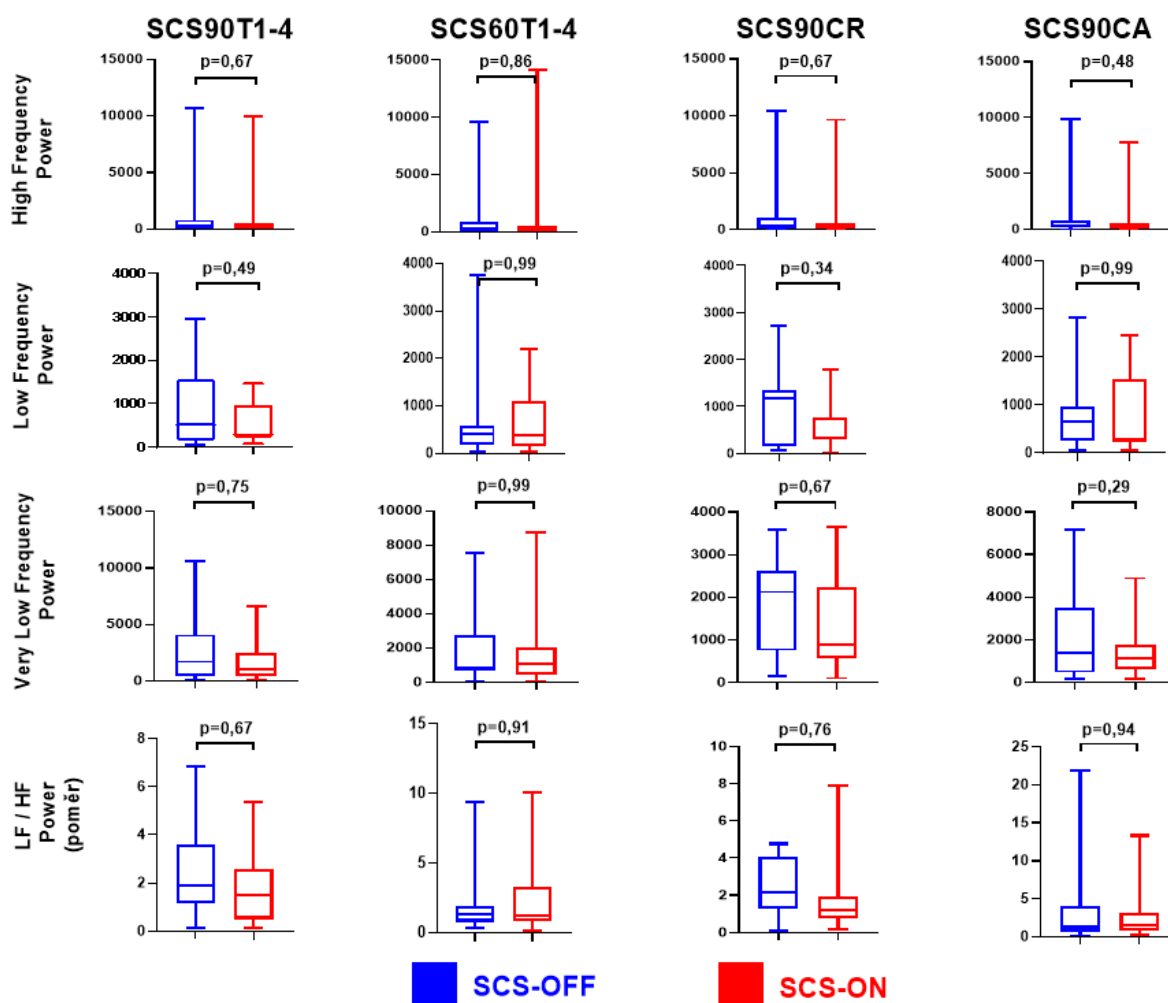 SCS90T1-4 SCS60T1-4 SCS90CR SCS90CA
High Frequency
Power
p=0,67
15000
10000
5000
0
p=0,86
15000
10000
5000
0
p=0,67
15000
10000
5000
0
p=0,48
15000
10000
5000
0
Low Frequency
Power
p=0,49
4000
3000
2000
1000
0
p=0,99
4000
3000
2000
1000
0
p=0,34
4000
3000
2000
1000
0
p=0,99
4000
3000
2000
1000
0
Very Low Frequency
Power
p=0,75
15000
10000
5000
0
p=0,99
10000
8000
6000
4000
2000
0
p=0,67
4000
3000
2000
1000
0
p=0,29
8000
6000
4000
2000
0
LF / HF
Power
(poměr)
p=0,67
8
6
4
2
0
p=0,91
15
10
5
0
p=0,76
10
8
6
4
2
0
p=0,94
25
20
15
10
5
0
SCS-OFF SCS-ON